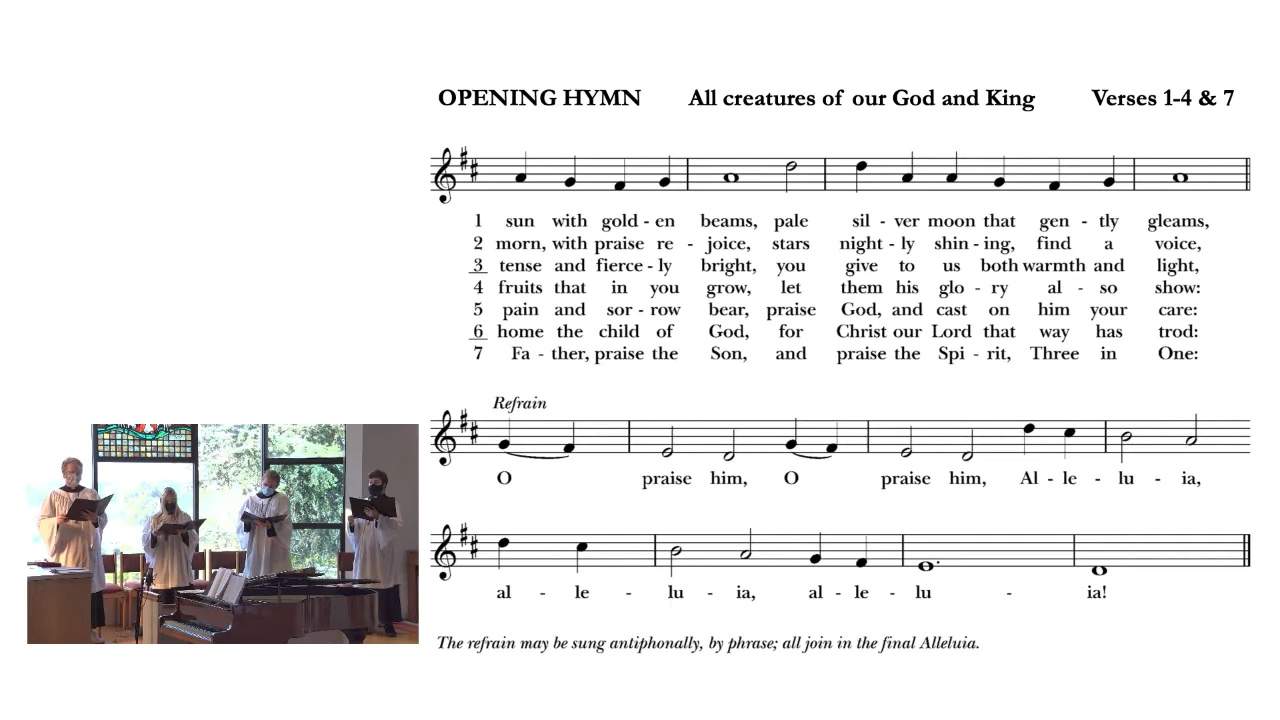 OPENING HYMN All creatures of our God and King Verses 1-4 & 7
1 sun with gold - en beams, pale sil - ver moon that gen - tly gleams,
2 morn, with praise re - joice, stars night - ly shin - ing, find a voice,
3 tense and fierce - ly bright, you give to us both warmth and light,
4 fruits that in you grow, let them his glo - ry al - so show:
5 pain and sor - row bear, praise God, and cast on him your care:
6 home the child of God, for Christ our Lord that way has trod:
7 Fa - ther, praise the Son, and praise the Spi - rit, Three in One:
Refrain
O praise him, O praise him, Al - le - lu - ia,
al - le - lu - ia, al - le - lu - ia!
The refrain may be sung antiphonally, by phrase; all join in the final Alleluia.